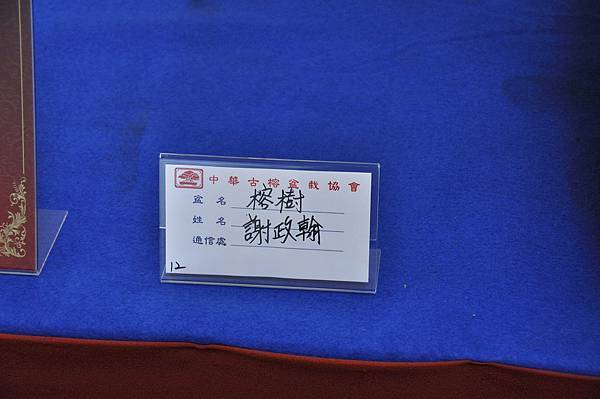 中華古榕盆栽協會
盆名 榕樹
姓名 謝政翰
通信處
12